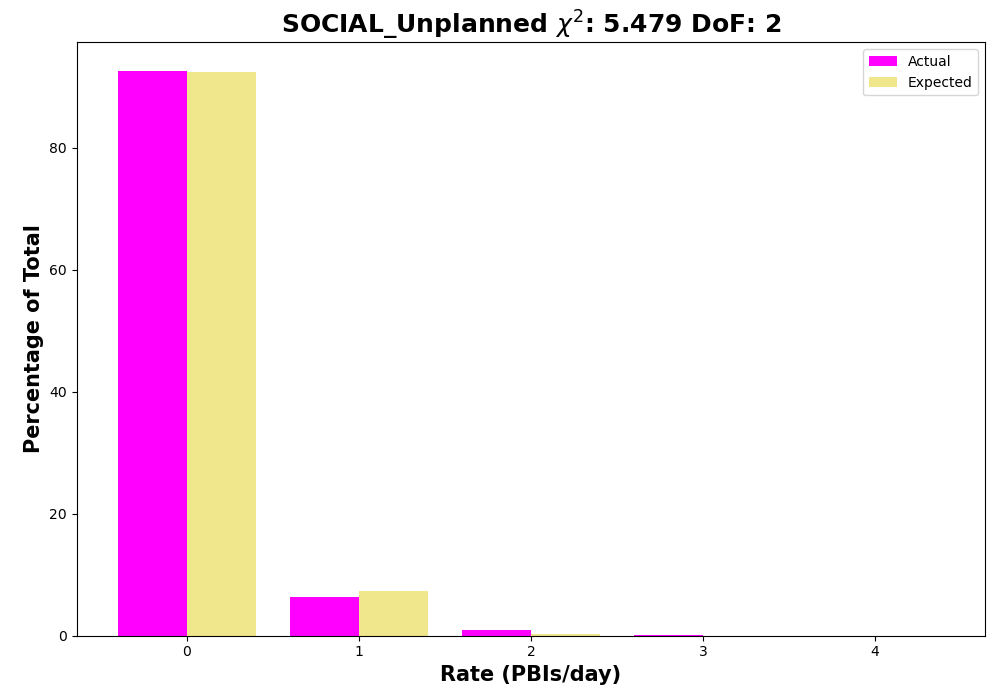 SOCIAL_Unplanned χ²: 5.479 DoF: 2
Actual
Expected
Percentage of Total
80
60
40
20
0
0 1 2 3 4
Rate (PBIs/day)